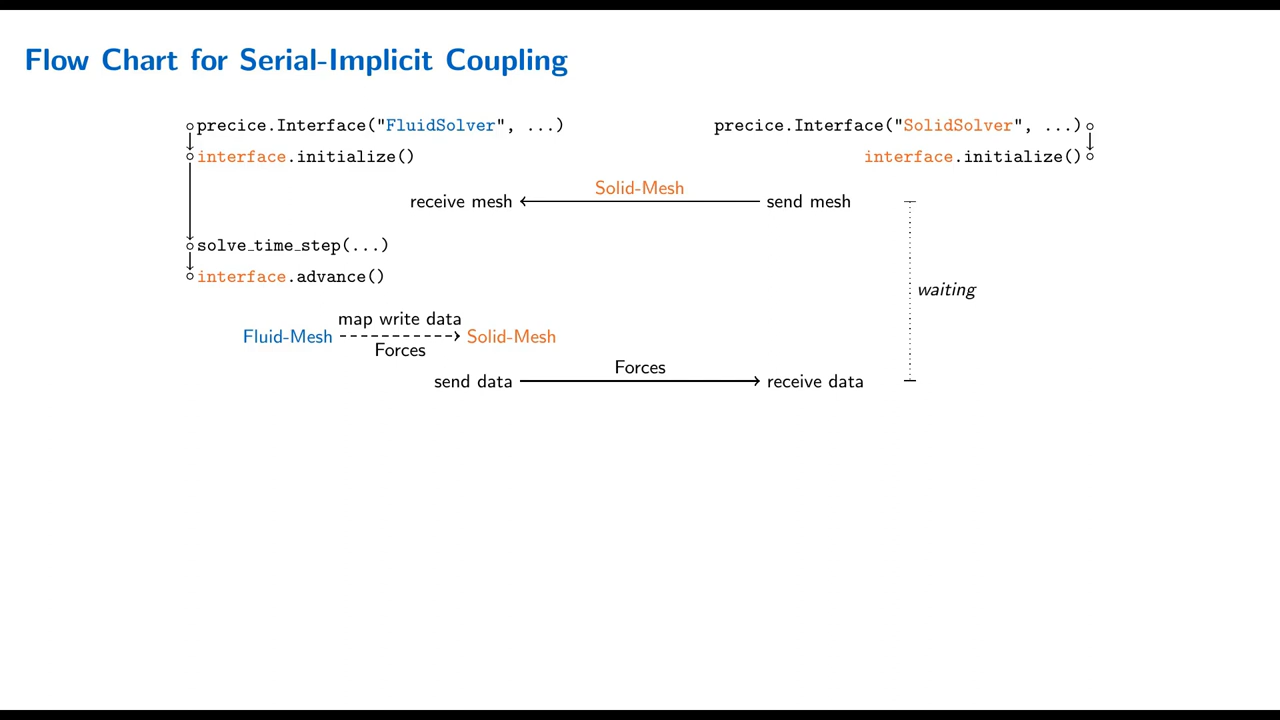 Flow Chart for Serial-Implicit Coupling
precice.Interface("FluidSolver", ...)
precice.Interface("SolidSolver", ...)
interface.initialize()
interface.initialize()
Solid-Mesh
receive mesh
send mesh
solve_time_step(...)
interface.advance()
waiting
map write data
Fluid-Mesh
Solid-Mesh
Forces
Forces
send data
receive data